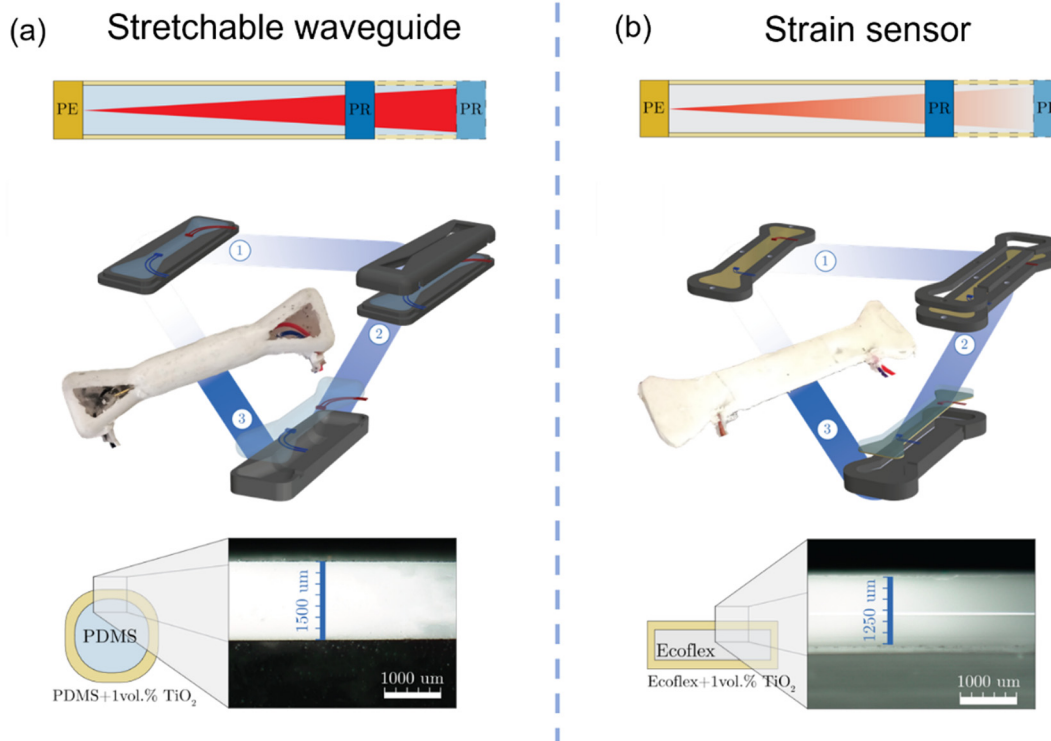 (a) Stretchable waveguide
PE
PR
PR
1
2
3
1500 um
PDMS
PDMS+1vol.% TiO₂
1000 um
(b) Strain sensor
PE
PR
1
2
3
1250 um
Ecoflex
Ecoflex+1vol.% TiO₂
1000 um